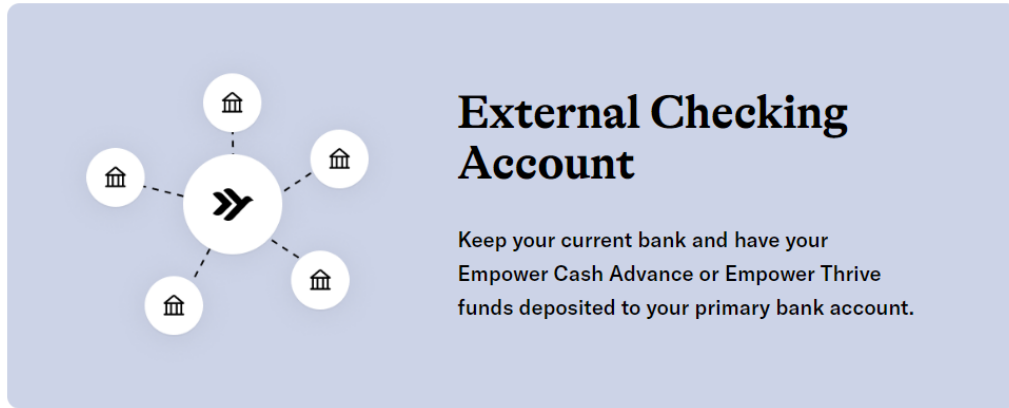 External Checking
Account
Keep your current bank and have your
Empower Cash Advance or Empower Thrive
funds deposited to your primary bank account.